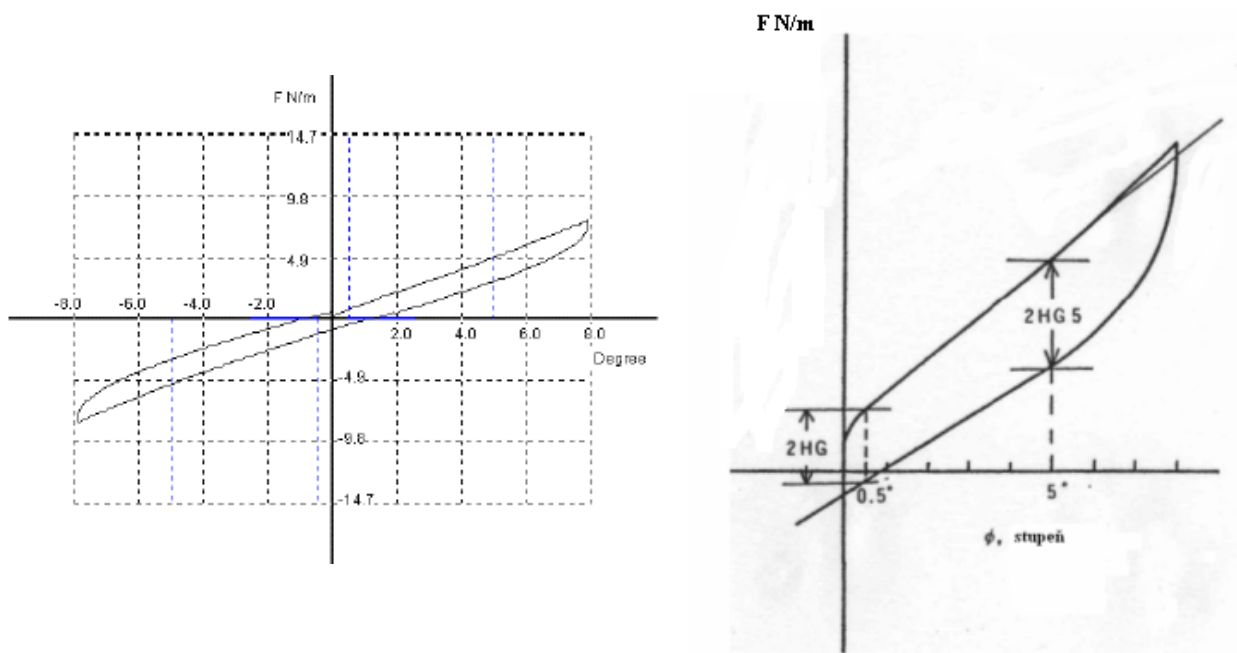 F N/m
14.7
9.8
4.9
-8.0 -6.0 -4.0 -2.0
2.0 4.0 6.0 8.0
Degree
-4.9
-9.8
-14.7
F N/m
2HG 5
2HG
0.5°
5°
ϕ, stupeň